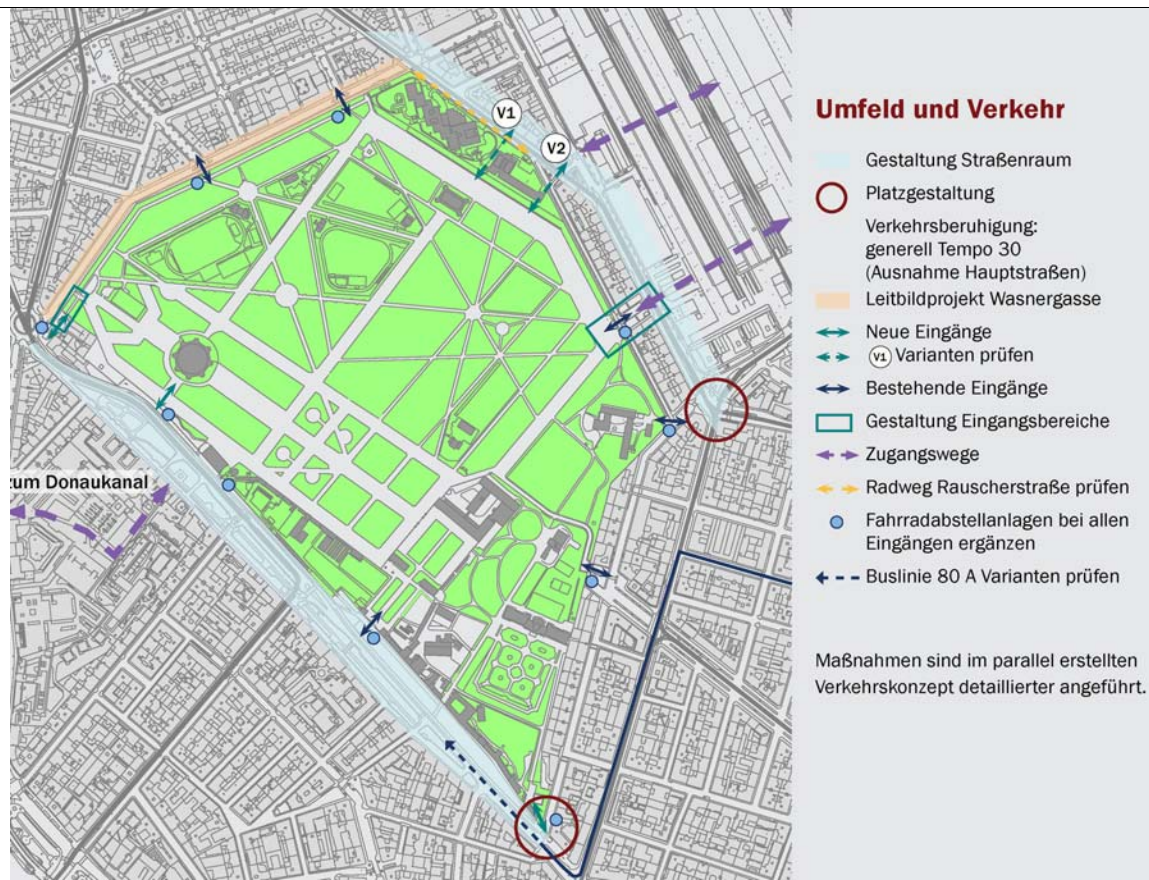 V1
V2
zum Donaukanal
Umfeld und Verkehr
Gestaltung Straßenraum
Platzgestaltung
Verkehrsberuhigung:
generell Tempo 30
(Ausnahme Hauptstraßen)
Leitbildprojekt Wasnergasse
Neue Eingänge
V1 Varianten prüfen
Bestehende Eingänge
Gestaltung Eingangsbereiche
Zugangswege
Radweg Rauscherstraße prüfen
Fahrradabstellanlagen bei allen
Eingängen ergänzen
Buslinie 80 A Varianten prüfen
Maßnahmen sind im parallel erstellten
Verkehrskonzept detaillierter angeführt.